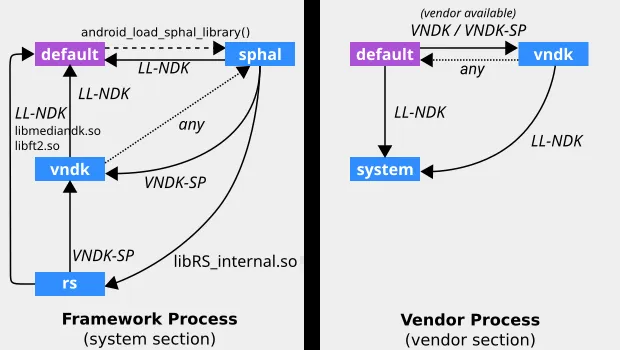 android_load_sphal_library()
default
sphal
LL-NDK
LL-NDK
LL-NDK
libmediandk.so
libft2.so
any
vndk
VNDK-SP
VNDK-SP
libRS_internal.so
rs
Framework Process
(system section)
(vendor available)
VNDK / VNDK-SP
default
vndk
any
LL-NDK
LL-NDK
system
Vendor Process
(vendor section)